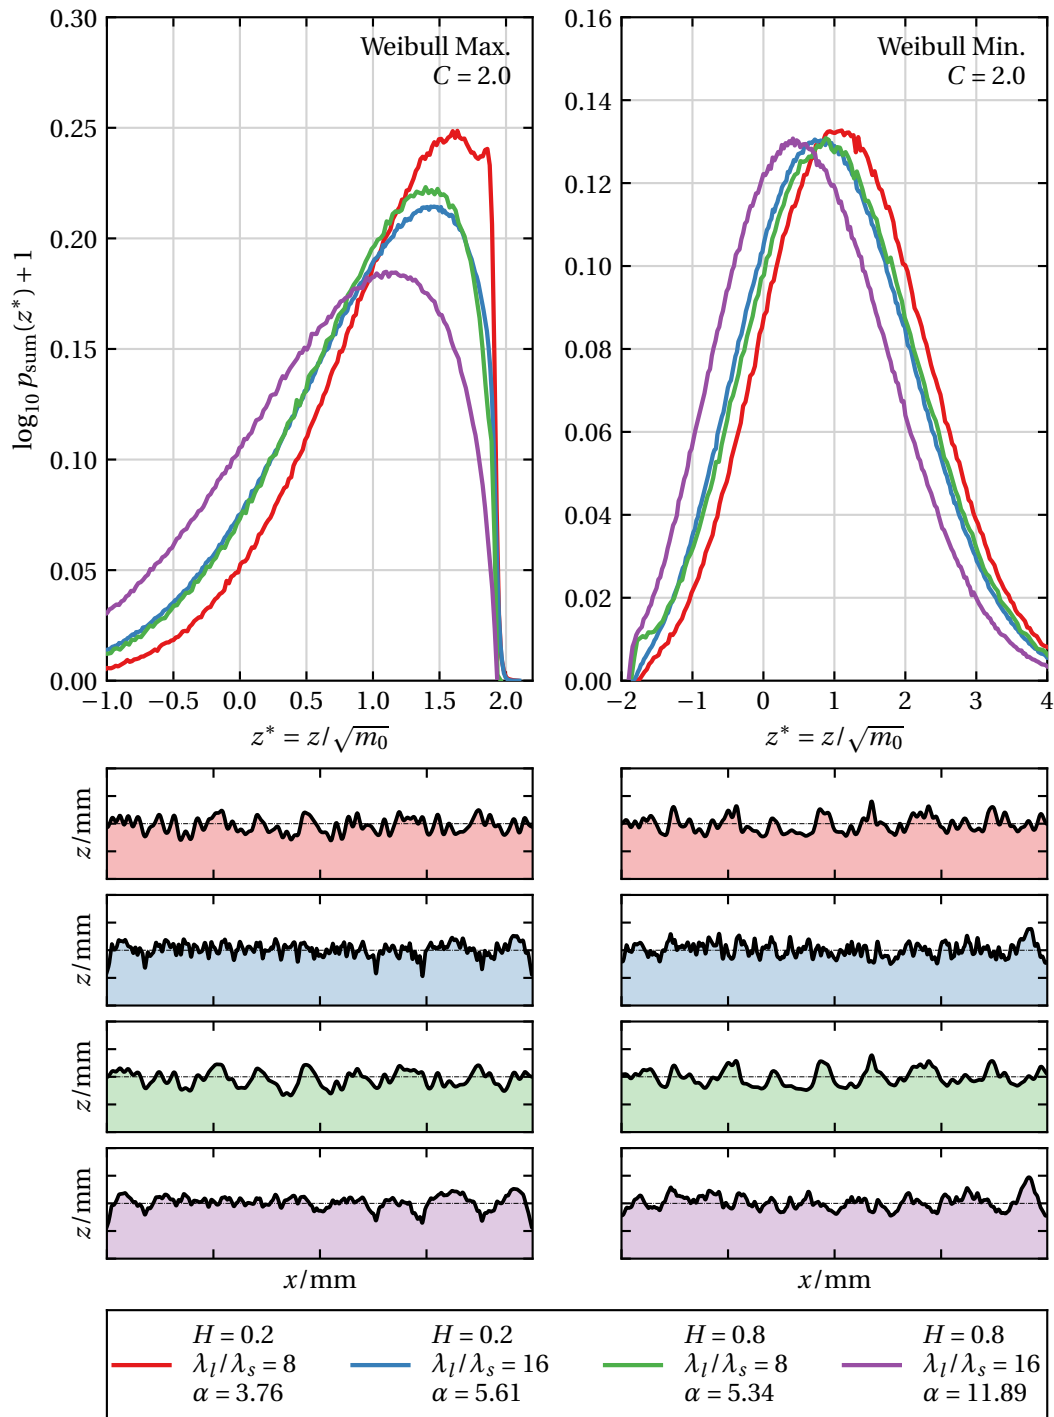 Weibull Max.
C = 2.0
log₁₀ pₛᵤₘ(z*) + 1
0.30
0.25
0.20
0.15
0.10
0.05
0.00
−1.0 −0.5 0.0 0.5 1.0 1.5 2.0
z* = z/√m₀
Weibull Min.
C = 2.0
0.16
0.14
0.12
0.10
0.08
0.06
0.04
0.02
0.00
−2 −1 0 1 2 3 4
z* = z/√m₀
z/mm
z/mm
z/mm
z/mm
x/mm x/mm
H = 0.2 H = 0.2 H = 0.8 H = 0.8
λₗ/λₛ = 8 λₗ/λₛ = 16 λₗ/λₛ = 8 λₗ/λₛ = 16
α = 3.76 α = 5.61 α = 5.34 α = 11.89